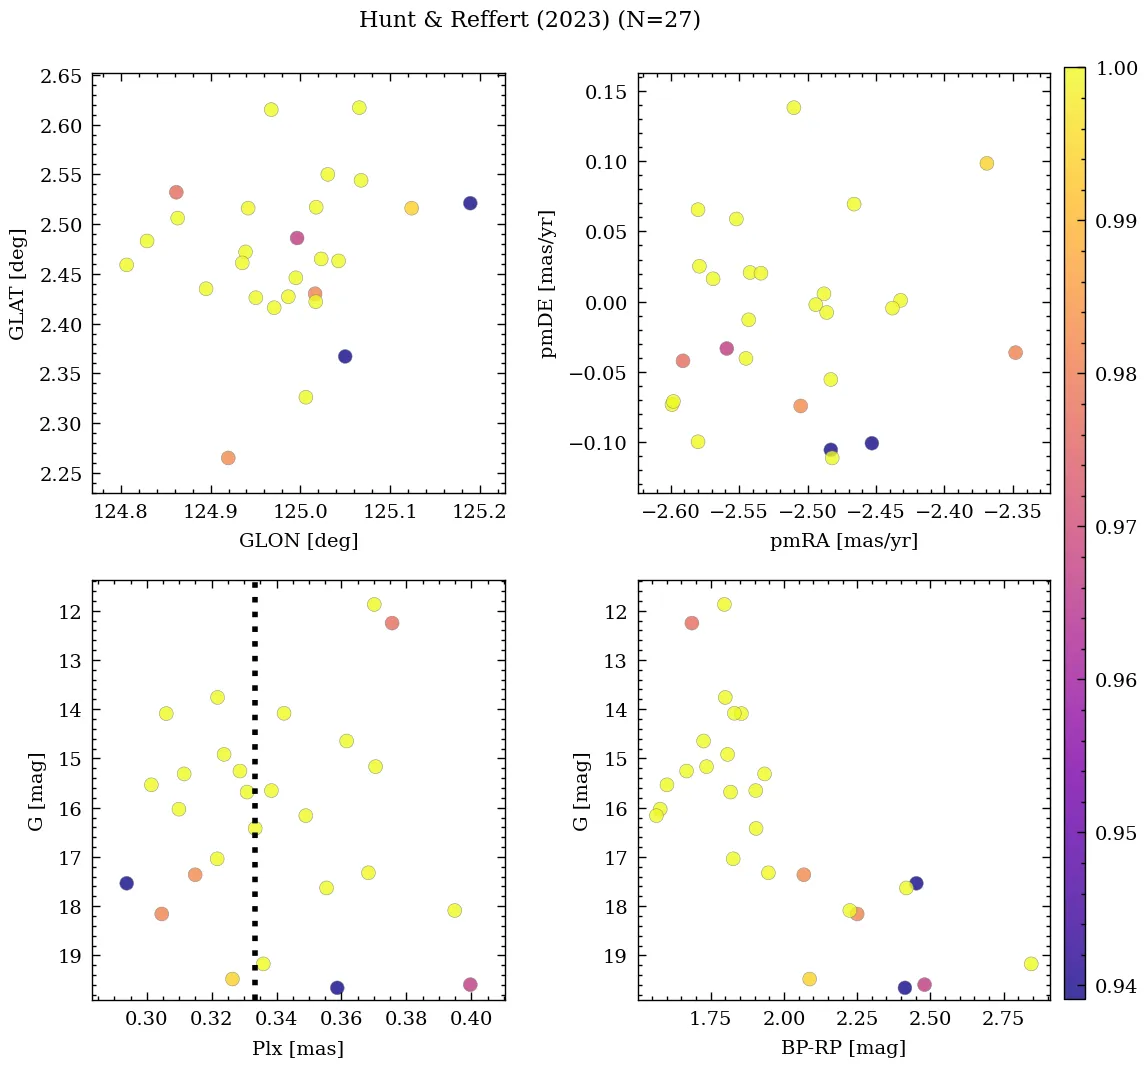 Hunt & Reffert (2023) (N=27)
2.65
2.60
2.55
2.50
2.45
2.40
2.35
2.30
2.25
GLAT [deg]
124.8 124.9 125.0 125.1 125.2
GLON [deg]
0.15
0.10
0.05
0.00
−0.05
−0.10
pmDE [mas/yr]
−2.60 −2.55 −2.50 −2.45 −2.40 −2.35
pmRA [mas/yr]
12
13
14
15
16
17
18
19
G [mag]
0.30 0.32 0.34 0.36 0.38 0.40
Plx [mas]
12
13
14
15
16
17
18
19
G [mag]
1.75 2.00 2.25 2.50 2.75
BP-RP [mag]
1.00
0.99
0.98
0.97
0.96
0.95
0.94